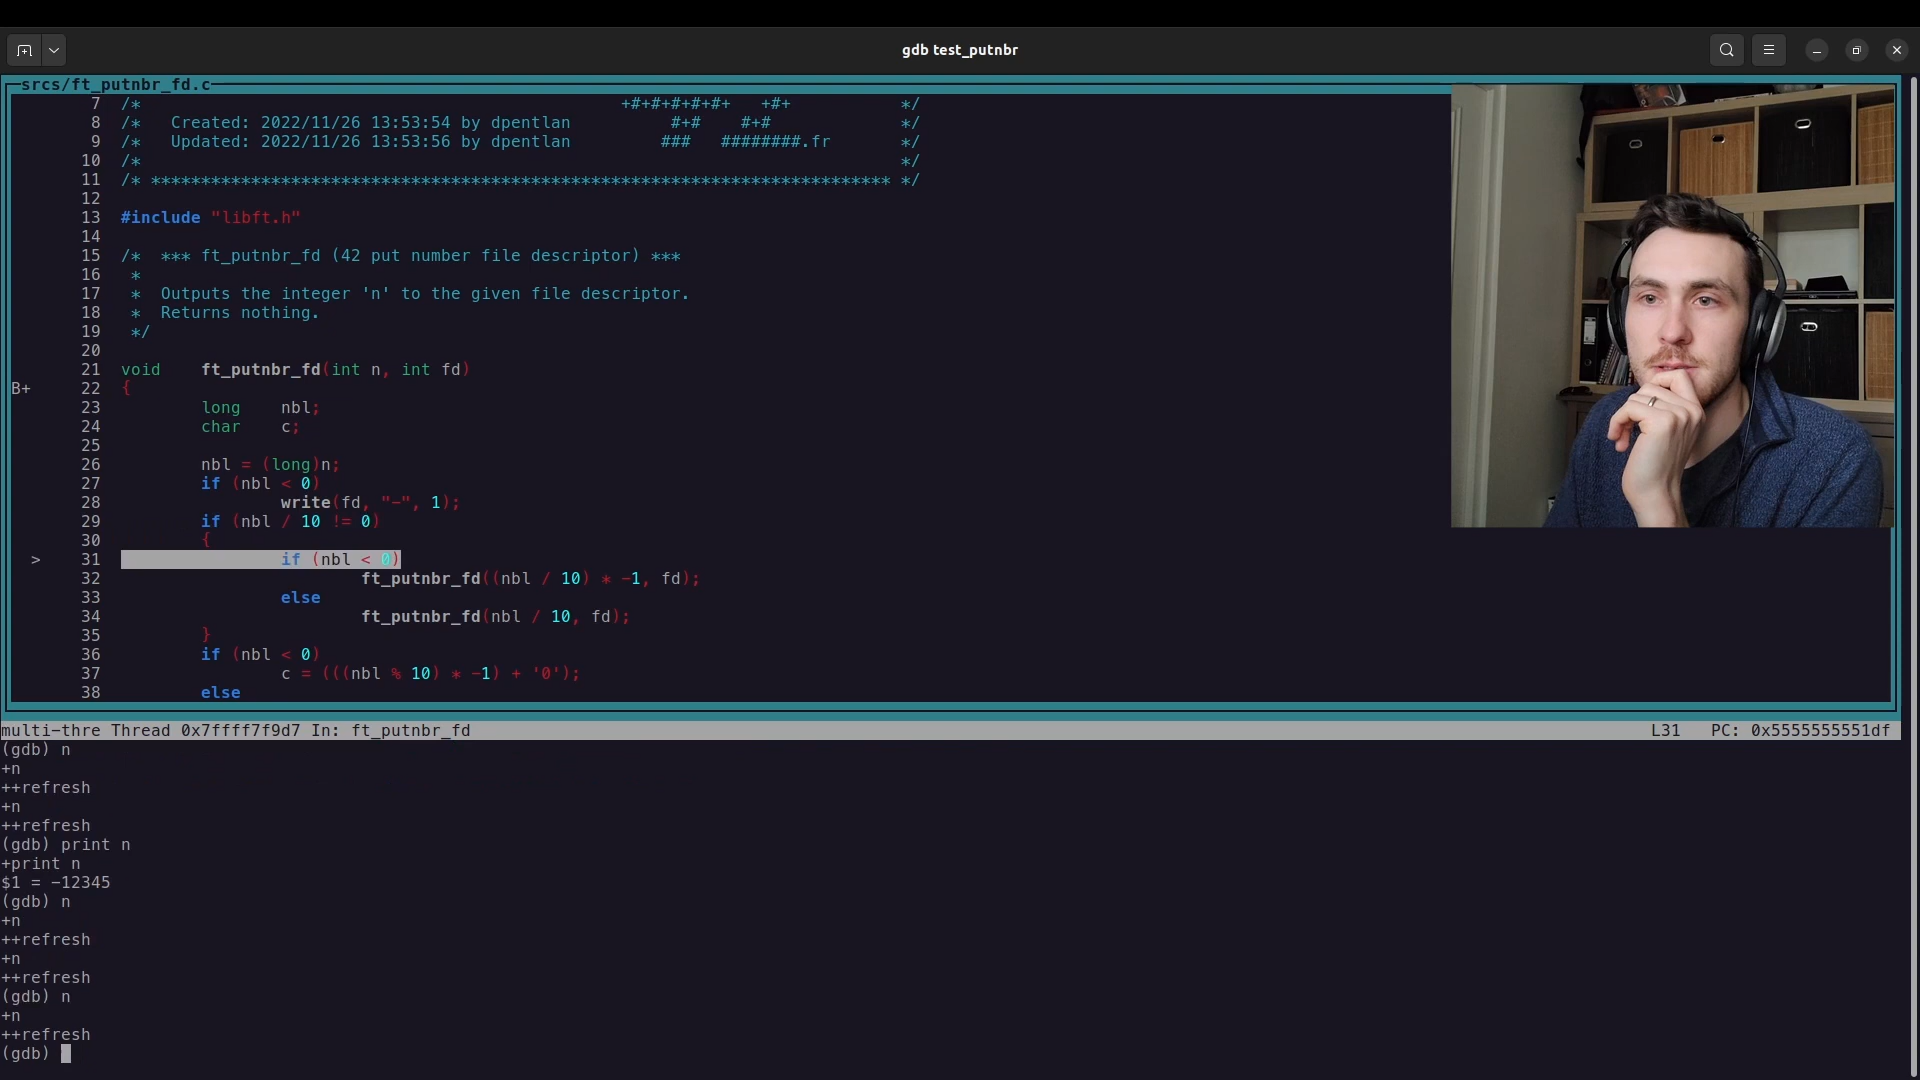 gdb test_putnbr
srcs/ft_putnbr_fd.c
7 /* +#+#+#+#+#+ +#+ */
8 /* Created: 2022/11/26 13:53:54 by dpentlan #+# #+# */
9 /* Updated: 2022/11/26 13:53:56 by dpentlan ### ########.fr */
10 /* */
11 /* ************************************************************************** */
12
13 #include "libft.h"
14
15 /* *** ft_putnbr_fd (42 put number file descriptor) ***
16 *
17 * Outputs the integer 'n' to the given file descriptor.
18 * Returns nothing.
19 */
20
21 void ft_putnbr_fd(int n, int fd)
B+ 22 {
23 long nbl;
24 char c;
25
26 nbl = (long)n;
27 if (nbl < 0)
28 write(fd, "-", 1);
29 if (nbl / 10 != 0)
30 {
> 31 if (nbl < 0)
32 ft_putnbr_fd((nbl / 10) * -1, fd);
33 else
34 ft_putnbr_fd(nbl / 10, fd);
35 }
36 if (nbl < 0)
37 c = (((nbl % 10) * -1) + '0');
38 else
multi-thre Thread 0x7ffff7f9d7 In: ft_putnbr_fd L31 PC: 0x5555555551df
(gdb) n
+n
++refresh
+n
++refresh
(gdb) print n
+print n
$1 = -12345
(gdb) n
+n
++refresh
+n
++refresh
(gdb) n
+n
++refresh
(gdb)